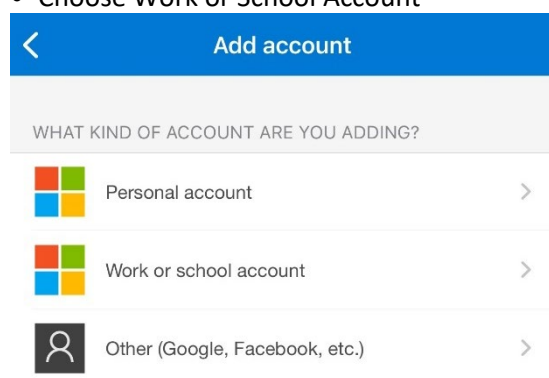 • Choose Work or School Account
Add account
WHAT KIND OF ACCOUNT ARE YOU ADDING?
Personal account
Work or school account
Other (Google, Facebook, etc.)